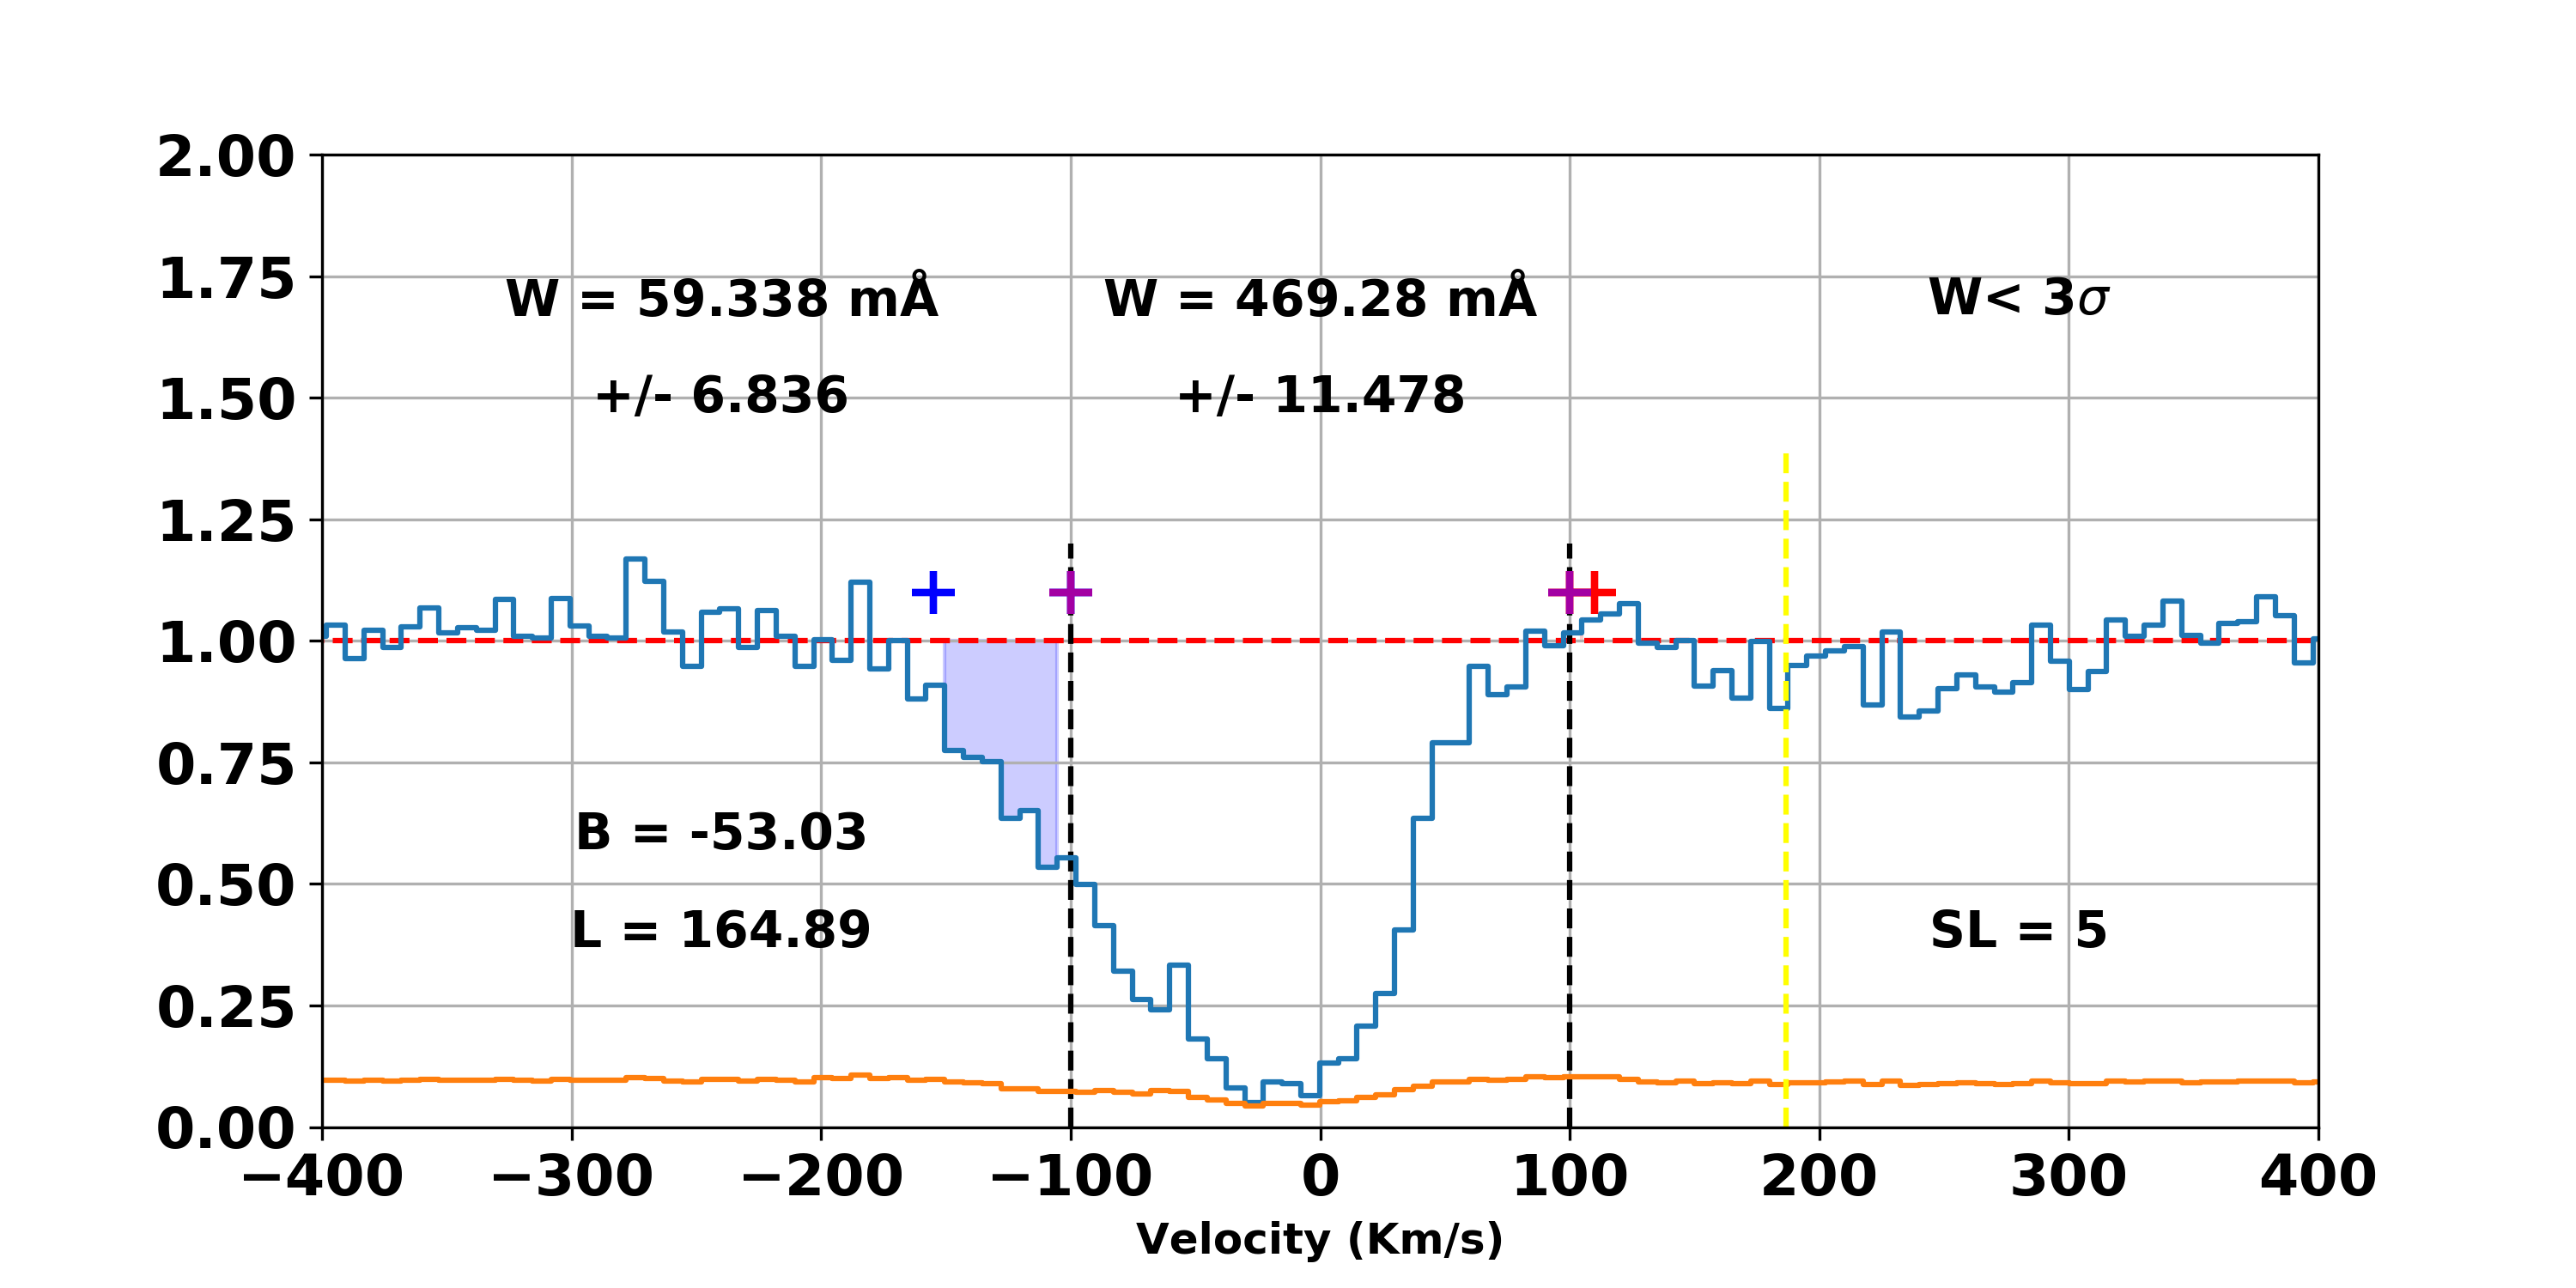 2.00
1.75
W = 59.338 mÅ W = 469.28 mÅ W< 3σ
1.50
+/- 6.836 +/- 11.478
1.25
1.00
0.75
B = -53.03
0.50
L = 164.89 SL = 5
0.25
0.00
−400 −300 −200 −100 0 100 200 300 400
Velocity (Km/s)